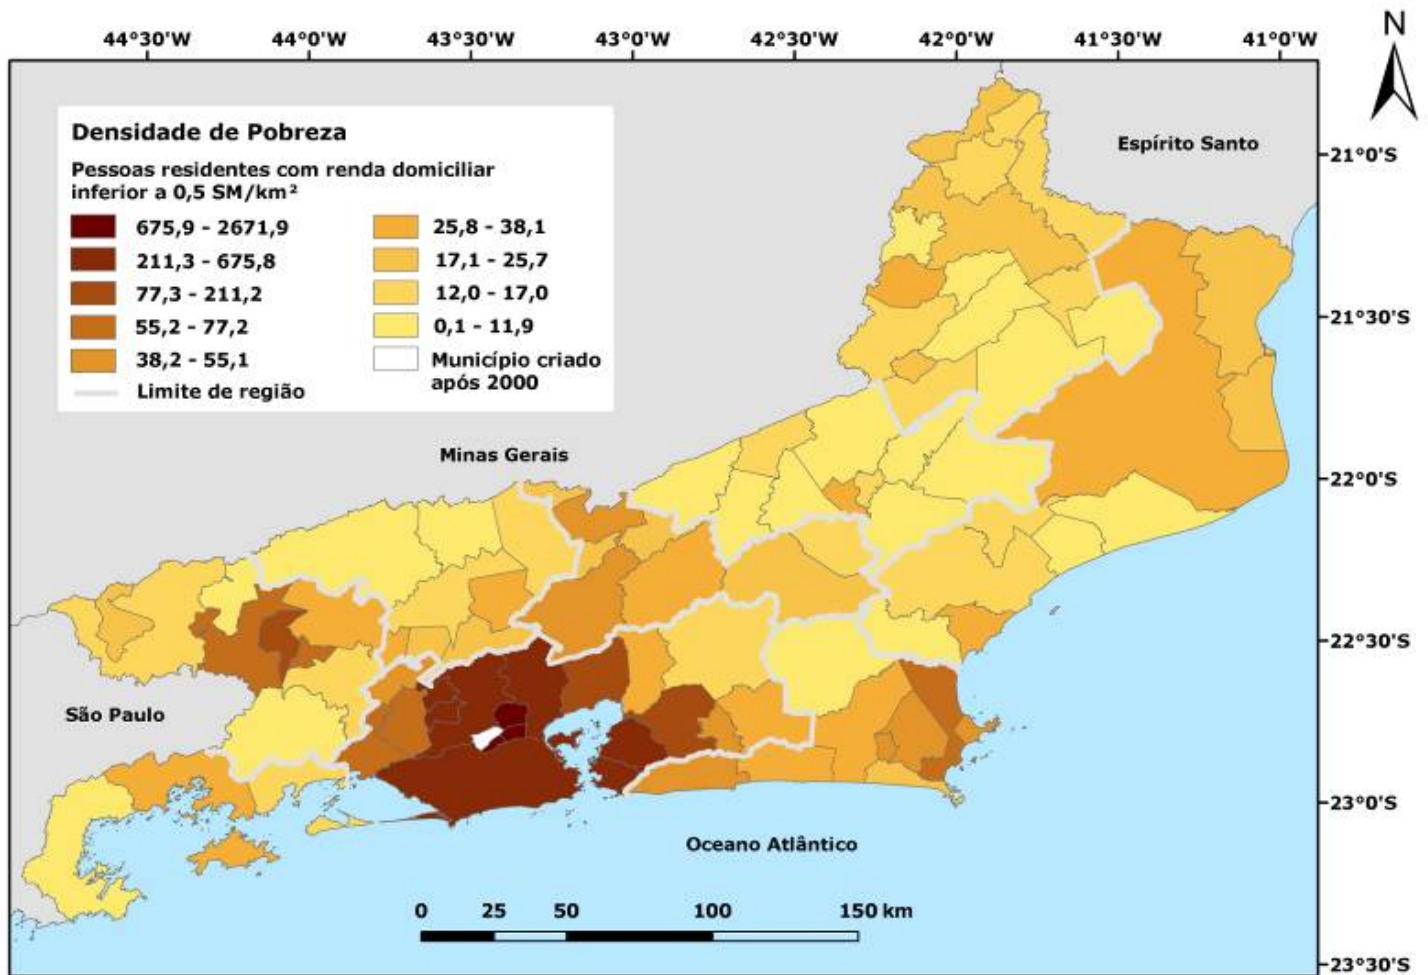 N
44°30'W 44°0'W 43°30'W 43°0'W 42°30'W 42°0'W 41°30'W 41°0'W
Densidade de Pobreza
Pessoas residentes com renda domiciliar
inferior a 0,5 SM/km²
675,9 - 2671,9
211,3 - 675,8
77,3 - 211,2
55,2 - 77,2
38,2 - 55,1
Limite de região
25,8 - 38,1
17,1 - 25,7
12,0 - 17,0
0,1 - 11,9
Município criado
após 2000
Espírito Santo
21°0'S
21°30'S
Minas Gerais
22°0'S
22°30'S
São Paulo
23°0'S
Oceano Atlântico
0 25 50 100 150 km
23°30'S